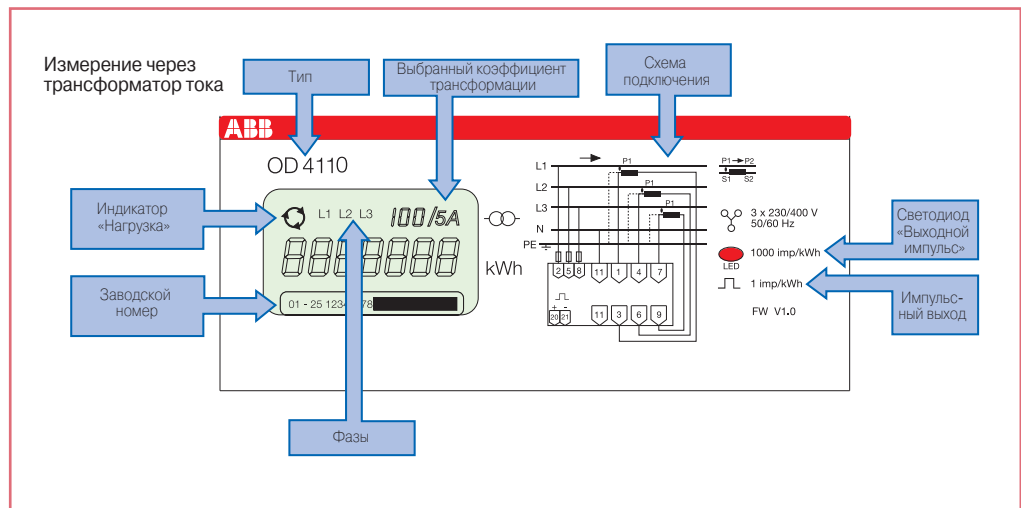 Измерение через
трансформатор тока
Тип
Выбранный коэффициент
трансформации
Схема
подключения
ABB
OD 4110
Индикатор
«Нагрузка»
L1 L2 L3 100/5A
8888888
kWh
Заводской
номер
01 - 25 1234 78
Фазы
L1
L2
L3
N
PE
P1
P1
P1
2 5 8 11 1 4 7
+ -
20 21 11 3 6 9
P1 P2
S1 S2
3 x 230/400 V
50/60 Hz
LED
1000 imp/kWh
1 imp/kWh
FW V1.0
Светодиод
«Выходной
импульс»
Импульс-
ный выход